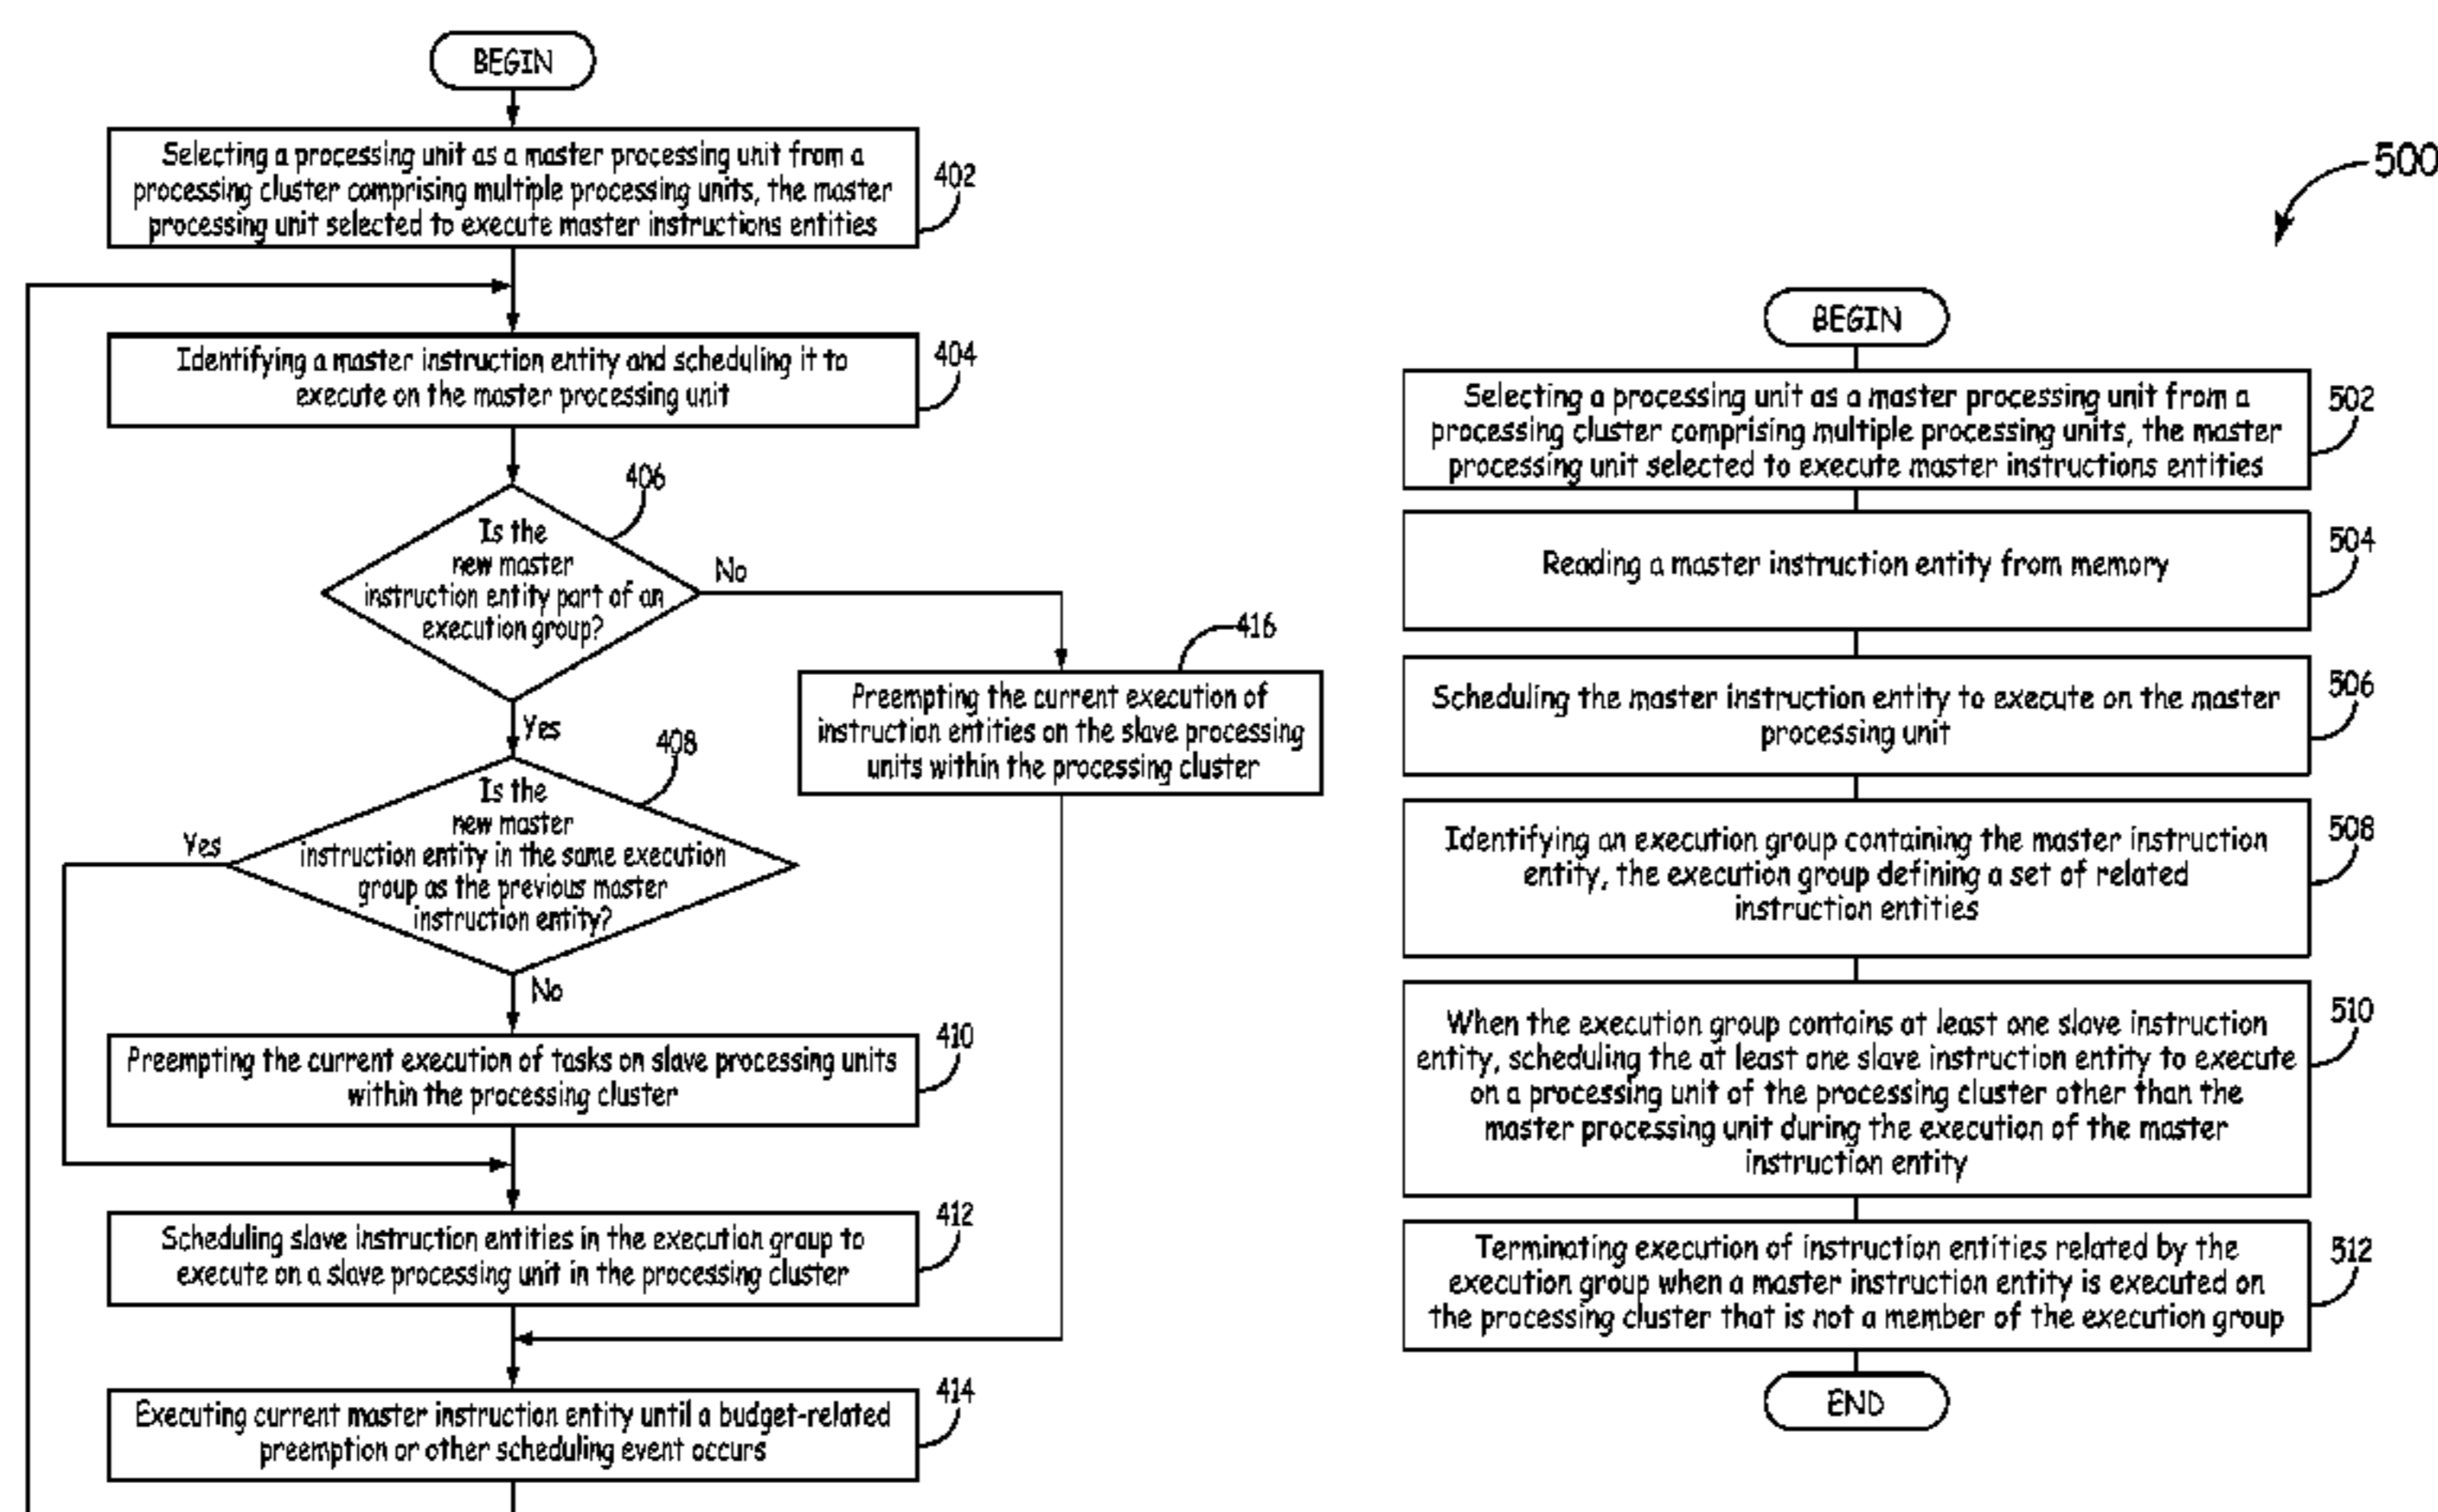 BEGIN
Selecting a processing unit as a master processing unit from a
processing cluster comprising multiple processing units, the master
processing unit selected to execute master instructions entities
402
Identifying a master instruction entity and scheduling it to
execute on the master processing unit
404
406
Is the
new master
instruction entity part of an
execution group?
No
Yes
416
Preempting the current execution of
instruction entities on the slave processing
units within the processing cluster
408
Is the
new master
instruction entity in the same execution
group as the previous master
instruction entity?
Yes
No
410
Preempting the current execution of tasks on slave processing units
within the processing cluster
412
Scheduling slave instruction entities in the execution group to
execute on a slave processing unit in the processing cluster
414
Executing current master instruction entity until a budget-related
preemption or other scheduling event occurs
500
BEGIN
Selecting a processing unit as a master processing unit from a
processing cluster comprising multiple processing units, the master
processing unit selected to execute master instructions entities
502
Reading a master instruction entity from memory
504
Scheduling the master instruction entity to execute on the master
processing unit
506
Identifying an execution group containing the master instruction
entity, the execution group defining a set of related
instruction entities
508
When the execution group contains at least one slave instruction
entity, scheduling the at least one slave instruction entity to execute
on a processing unit of the processing cluster other than the
master processing unit during the execution of the master
instruction entity
510
Terminating execution of instruction entities related by the
execution group when a master instruction entity is executed on
the processing cluster that is not a member of the execution group
512
END